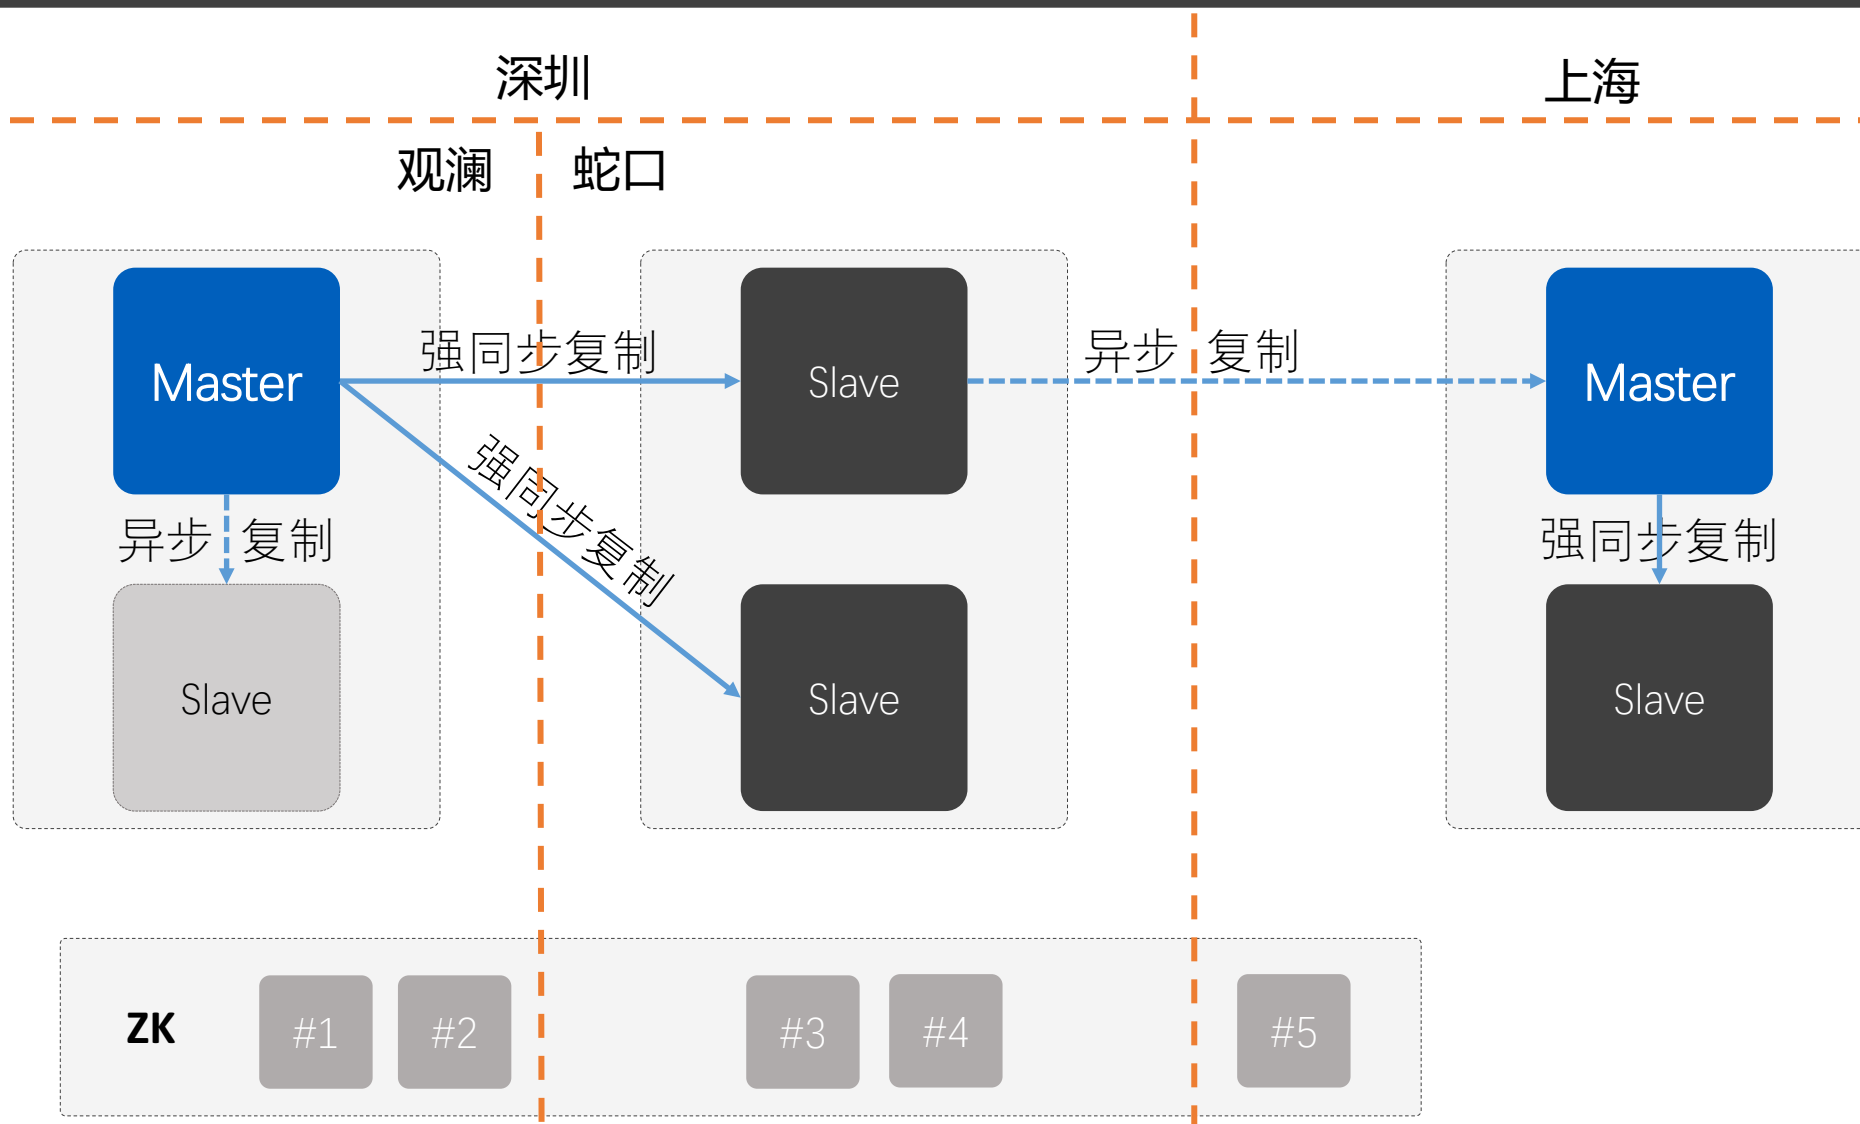 深圳
上海
观澜
蛇口
强同步复制
异步 复制
Master
Slave
Master
强同步复制
异步 复制
强同步复制
Slave
Slave
Slave
ZK
#1
#2
#3
#4
#5